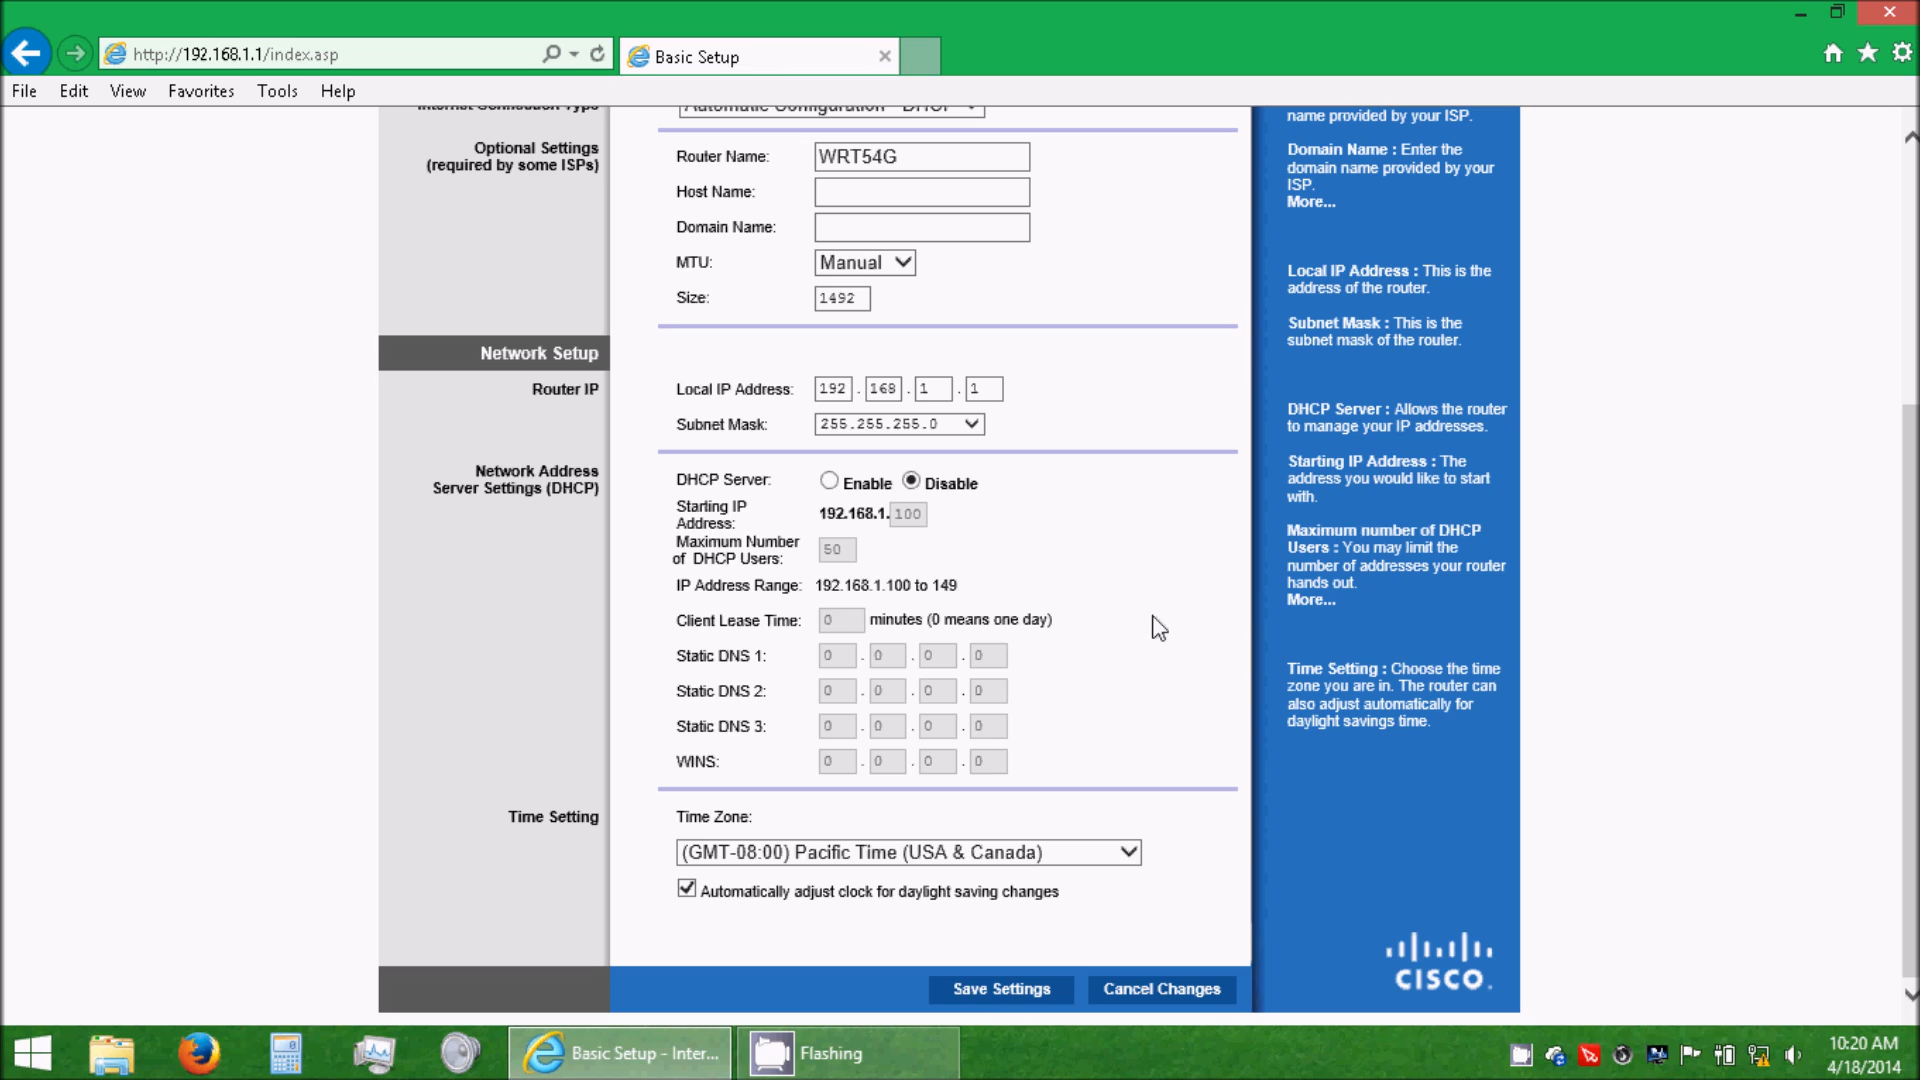 http://192.168.1.1/index.asp
Basic Setup
File Edit View Favorites Tools Help
Internet Connection Type
Automatic Configuration - DHCP
Optional Settings
(required by some ISPs)
Router Name: WRT54G
Host Name:
Domain Name:
MTU: Manual
Size: 1492
Network Setup
Router IP
Local IP Address: 192 . 168 . 1 . 1
Subnet Mask: 255.255.255.0
Network Address
Server Settings (DHCP)
DHCP Server: Enable Disable
Starting IP
Address: 192.168.1. 100
Maximum Number
of DHCP Users: 50
IP Address Range: 192.168.1.100 to 149
Client Lease Time: 0 minutes (0 means one day)
Static DNS 1: 0 . 0 . 0 . 0
Static DNS 2: 0 . 0 . 0 . 0
Static DNS 3: 0 . 0 . 0 . 0
WINS: 0 . 0 . 0 . 0
Time Setting
Time Zone:
(GMT-08:00) Pacific Time (USA & Canada)
Automatically adjust clock for daylight saving changes
Save Settings Cancel Changes
name provided by your ISP.
Domain Name : Enter the
domain name provided by your
ISP.
More...
Local IP Address : This is the
address of the router.
Subnet Mask : This is the
subnet mask of the router.
DHCP Server : Allows the router
to manage your IP addresses.
Starting IP Address : The
address you would like to start
with.
Maximum number of DHCP
Users : You may limit the
number of addresses your router
hands out.
More...
Time Setting : Choose the time
zone you are in. The router can
also adjust automatically for
daylight savings time.
CISCO.
Basic Setup - Inter...
Flashing
10:20 AM
4/18/2014